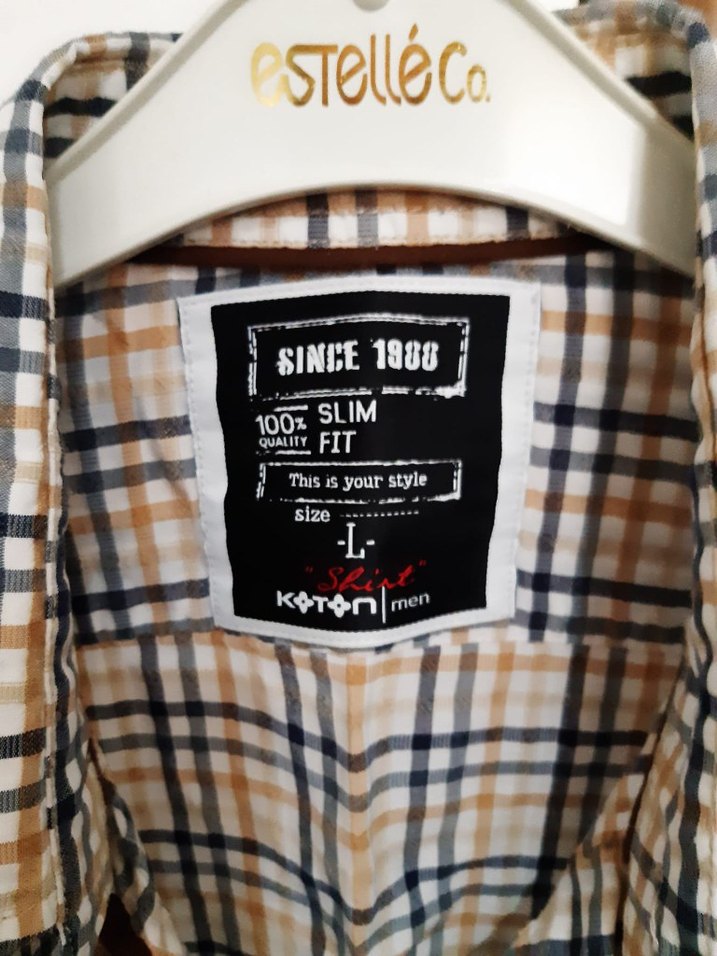 estellé Co.
SINCE 1988
100% SLIM
QUALITY FIT
This is your style
size
-L-
"Shirt"
KOTON | men